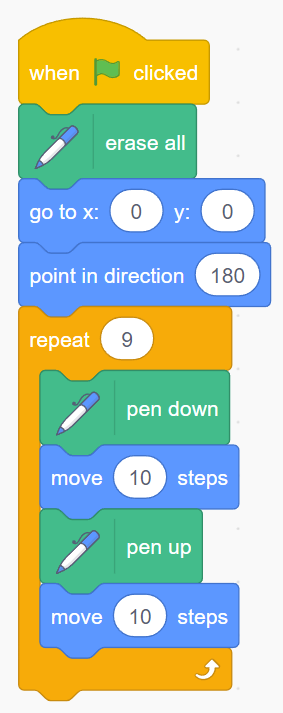 when clicked
erase all
go to x: 0 y: 0
point in direction 180
repeat 9
pen down
move 10 steps
pen up
move 10 steps